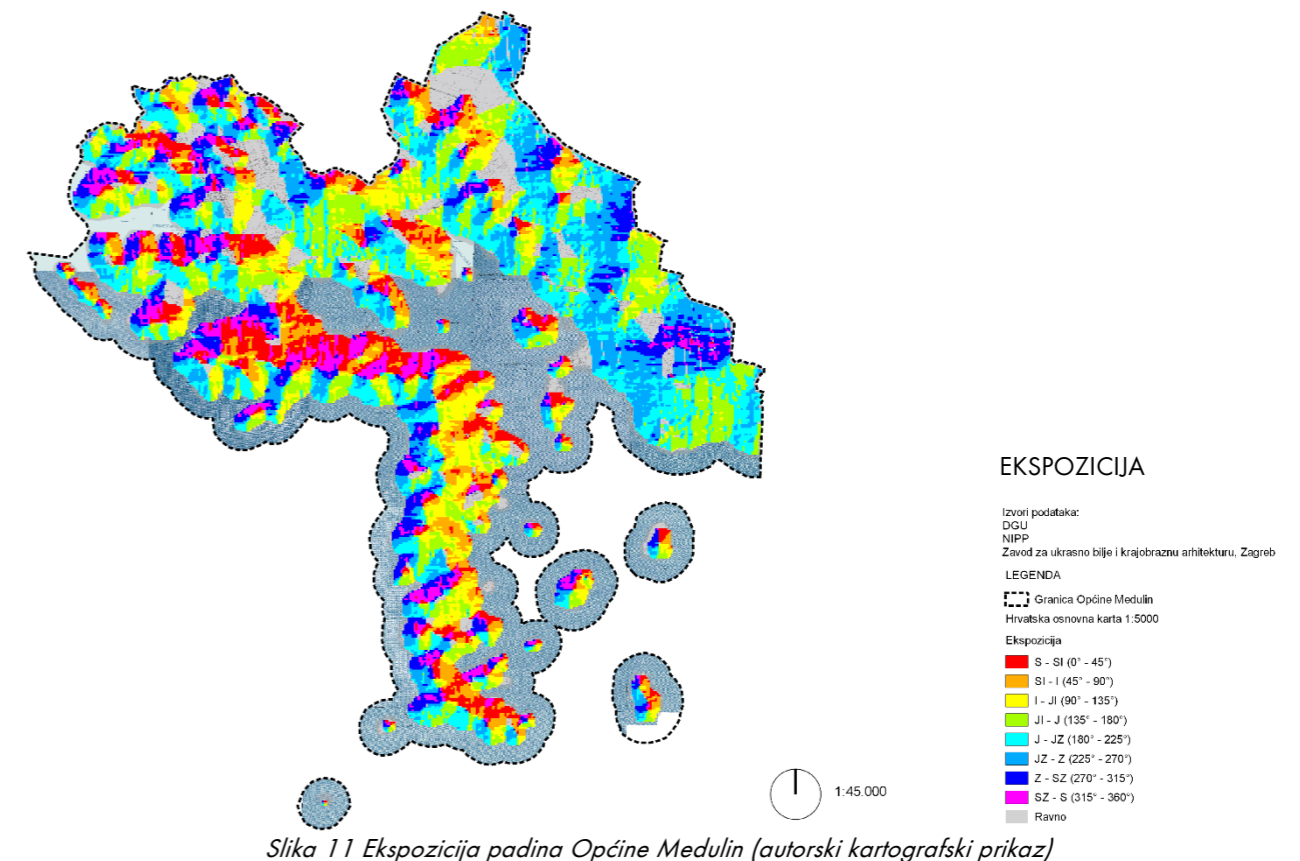 EKSPOZICIJA
Izvori podataka:
DGU
NIPP
Zavod za ukrasno bilje i krajobraznu arhitekturu, Zagreb
LEGENDA
Granica Općine Medulin
Hrvatska osnovna karta 1:5000
Ekspozicija
S - SI (0° - 45°)
SI - I (45° - 90°)
I - JI (90° - 135°)
JI - J (135° - 180°)
J - JZ (180° - 225°)
JZ - Z (225° - 270°)
Z - SZ (270° - 315°)
SZ - S (315° - 360°)
Ravno
1:45.000
Slika 11 Ekspozicija padina Općine Medulin (autorski kartografski prikaz)